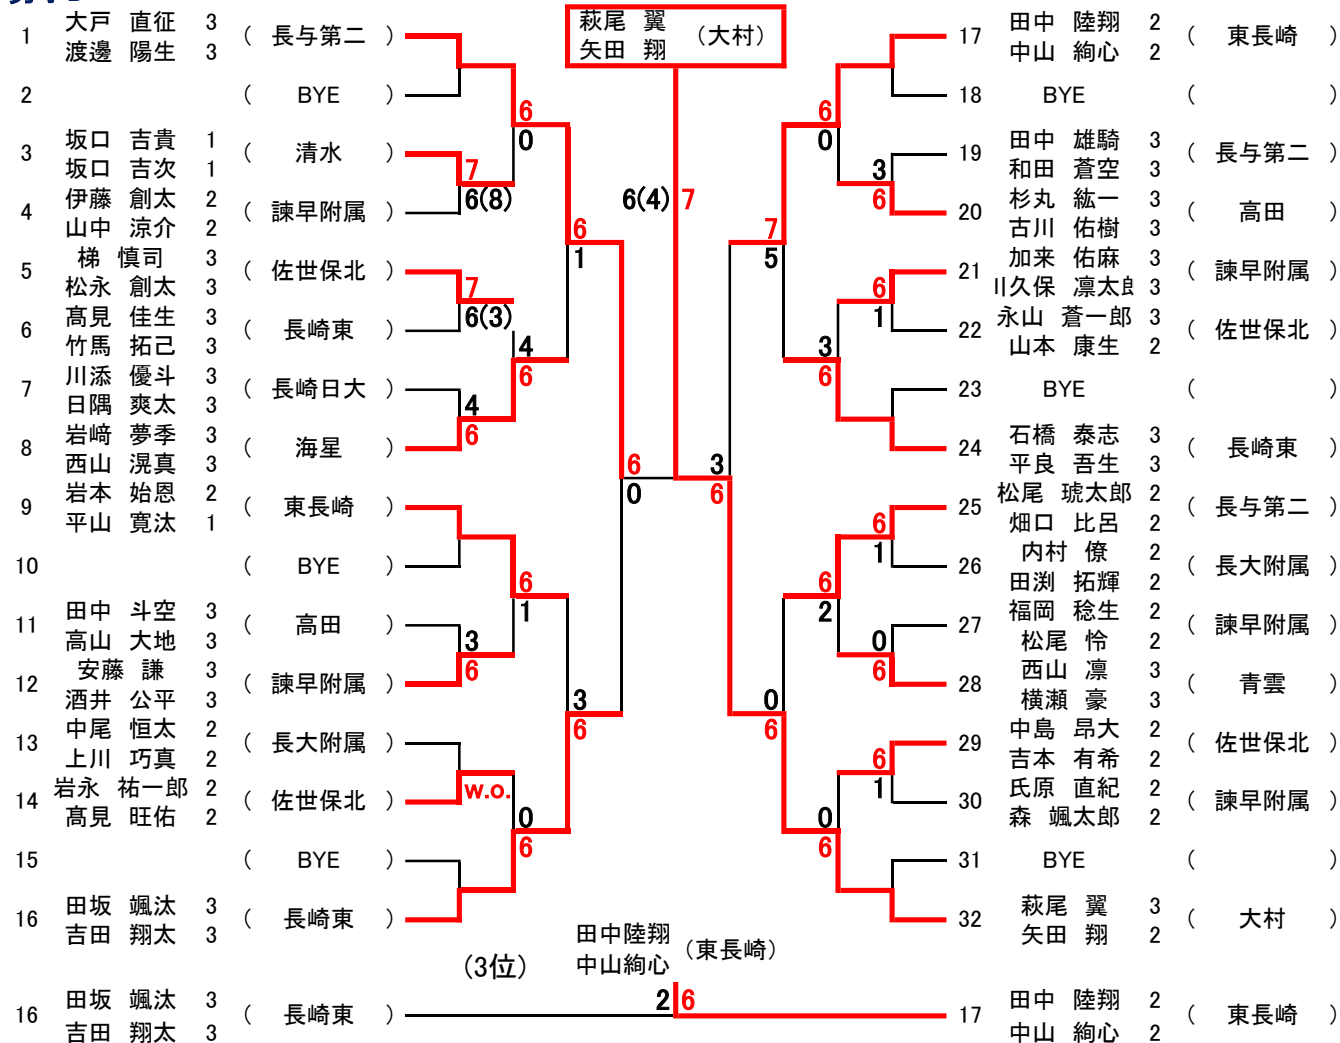 萩尾 翼
矢田 翔
(大村)
1 大戸 直征 3 ( 長与第二 )
渡邊 陽生 3
2 ( BYE )
3 坂口 吉貴 1 ( 清水 )
坂口 吉次 1
4 伊藤 創太 2 ( 諫早附属 )
山中 涼介 2
5 梯 慎司 3 ( 佐世保北 )
松永 創太 3
6 髙見 佳生 3 ( 長崎東 )
竹馬 拓己 3
7 川添 優斗 3 ( 長崎日大 )
日隅 爽太 3
8 岩﨑 夢季 3 ( 海星 )
西山 滉真 3
9 岩本 始恩 2 ( 東長崎 )
平山 寛汰 1
10 ( BYE )
11 田中 斗空 3 ( 高田 )
高山 大地 3
12 安藤 謙 3 ( 諫早附属 )
酒井 公平 3
13 中尾 恒太 2 ( 長大附属 )
上川 巧真 2
14 岩永 祐一郎 2 ( 佐世保北 )
髙見 旺佑 2
15 ( BYE )
16 田坂 颯汰 3 ( 長崎東 )
吉田 翔太 3
7
6(8)
7
6(3)
4
6
3
6
w.o.
6
0
4
6
6
1
0
6
6
1
3
6
6
0
6(4) 7
3
6
7
5
0
6
6
0
3
6
6
2
0
6
3
6
6
1
6
1
0
6
6
1
17 田中 陸翔 2 ( 東長崎 )
中山 絢心 2
18 BYE ( )
19 田中 雄騎 3 ( 長与第二 )
和田 蒼空 3
20 杉丸 紘一 3 ( 高田 )
古川 佑樹 3
21 加来 佑麻 3 ( 諫早附属 )
川久保 凛太郎 3
22 永山 蒼一郎 3 ( 佐世保北 )
山本 康生 2
23 BYE ( )
24 石橋 泰志 3 ( 長崎東 )
平良 吾生 3
25 松尾 琥太郎 2 ( 長与第二 )
畑口 比呂 2
26 内村 僚 2 ( 長大附属 )
田渕 拓輝 2
27 福岡 稔生 2 ( 諫早附属 )
松尾 怜 2
28 西山 凛 3 ( 青雲 )
横瀬 豪 3
29 中島 昂大 2 ( 佐世保北 )
吉本 有希 2
30 氏原 直紀 2 ( 諫早附属 )
森 颯太郎 2
31 BYE ( )
32 萩尾 翼 3 ( 大村 )
矢田 翔 2
(3位)
田中陸翔
中山絢心
(東長崎)
16 田坂 颯汰 3 ( 長崎東 )
吉田 翔太 3
2 6
17 田中 陸翔 2 ( 東長崎 )
中山 絢心 2